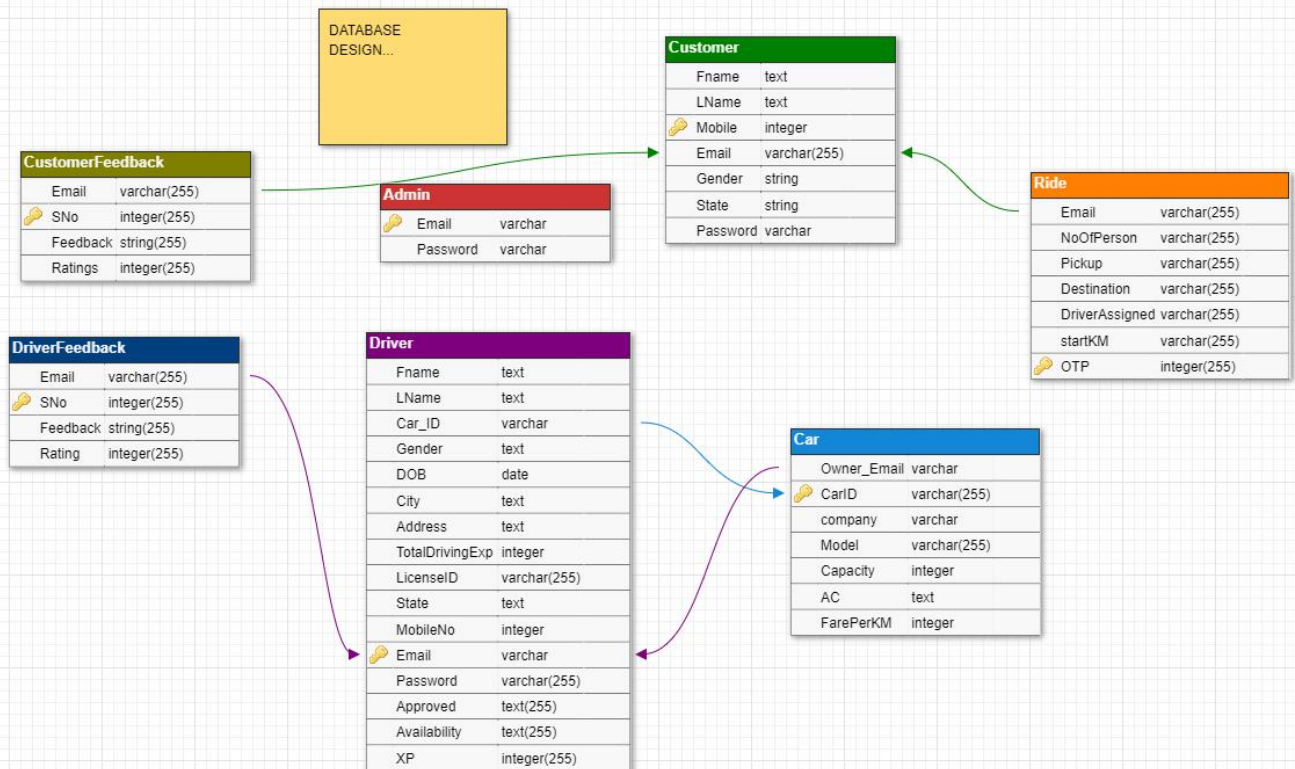 DATABASE
DESIGN...
Customer
Fname text
LName text
Mobile integer
Email varchar(255)
Gender string
State string
Password varchar
CustomerFeedback
Email varchar(255)
SNo integer(255)
Feedback string(255)
Ratings integer(255)
Admin
Email varchar
Password varchar
Ride
Email varchar(255)
NoOfPerson varchar(255)
Pickup varchar(255)
Destination varchar(255)
DriverAssigned varchar(255)
startKM varchar(255)
OTP integer(255)
DriverFeedback
Email varchar(255)
SNo integer(255)
Feedback string(255)
Rating integer(255)
Driver
Fname text
LName text
Car_ID varchar
Gender text
DOB date
City text
Address text
TotalDrivingExp integer
LicenseID varchar(255)
State text
MobileNo integer
Email varchar
Password varchar(255)
Approved text(255)
Availability text(255)
XP integer(255)
Car
Owner_Email varchar
CarID varchar(255)
company varchar
Model varchar(255)
Capacity integer
AC text
FarePerKM integer